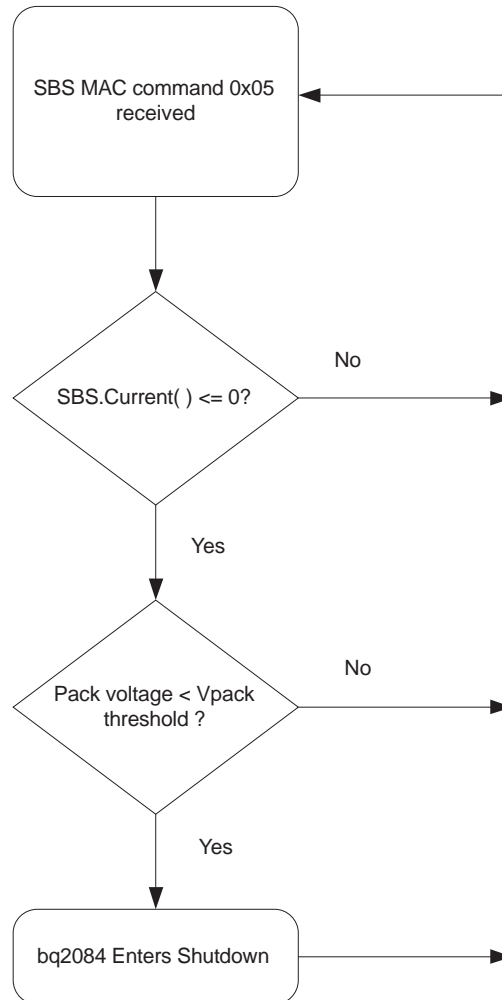 SBS MAC command 0x05
received
SBS.Current( ) <= 0?
No
Yes
Pack voltage < Vpack
threshold ?
No
Yes
bq2084 Enters Shutdown